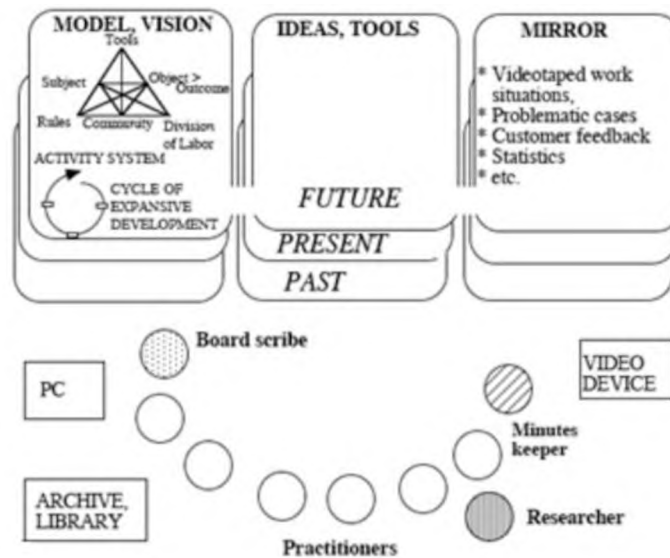 MODEL, VISION
Tools
Subject
Object >
Outcome
Rules
Community
Division
of Labor
ACTIVITY SYSTEM
CYCLE OF
EXPANSIVE
DEVELOPMENT
IDEAS, TOOLS
FUTURE
PRESENT
PAST
MIRROR
* Videotaped work
situations,
* Problematic cases
* Customer feedback
* Statistics
* etc.
Board scribe
PC
VIDEO
DEVICE
Minutes
keeper
ARCHIVE,
LIBRARY
Researcher
Practitioners